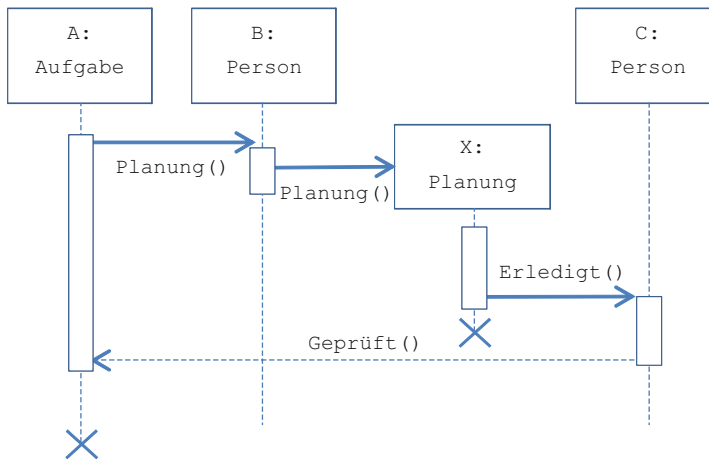 A:
Aufgabe
B:
Person
C:
Person
X:
Planung
Planung()
Planung()
Erledigt()
Geprüft()